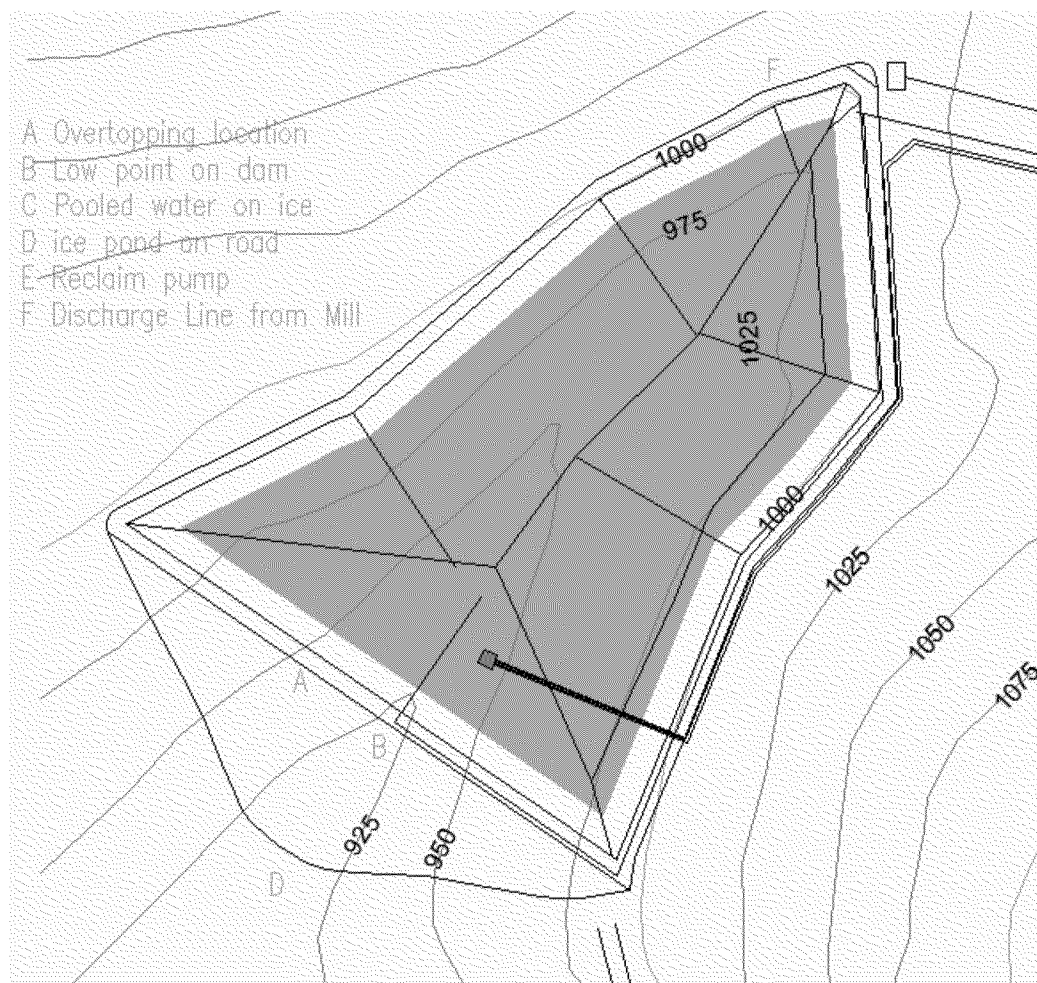 A Overtopping location
B Low point on dam
C Pooled water on ice
D ice pond on road
E Reclaim pump
F Discharge Line from Mill
F
1000
975
1025
1000
1025
1050
1075
A
B
925
950
D